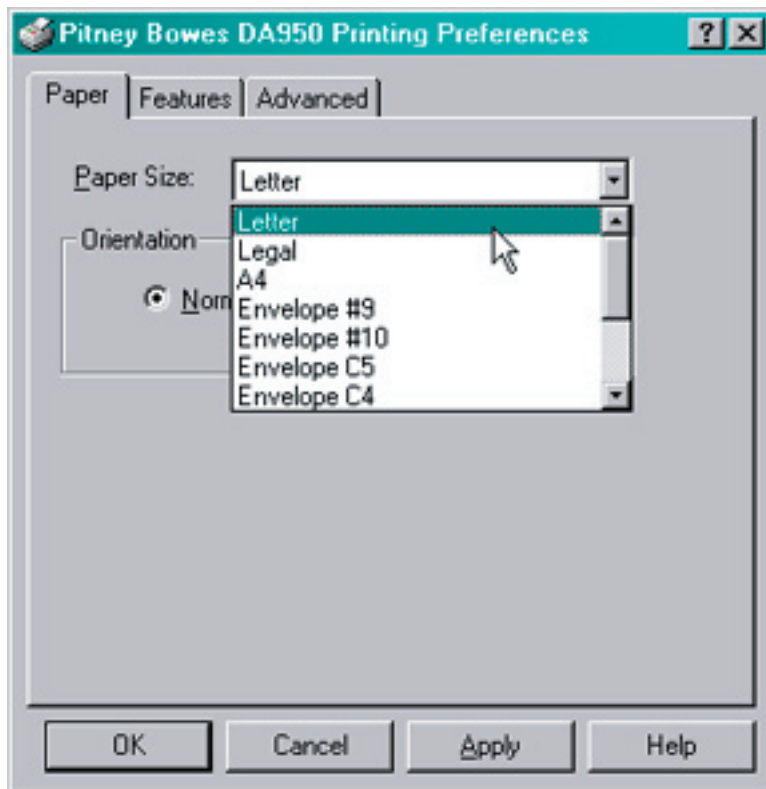 Pitney Bowes DA950 Printing Preferences
Paper Features Advanced
Paper Size: Letter
Letter
Orientation
Legal
A4
Norm
Envelope #9
Envelope #10
Envelope C5
Envelope C4
OK Cancel Apply Help